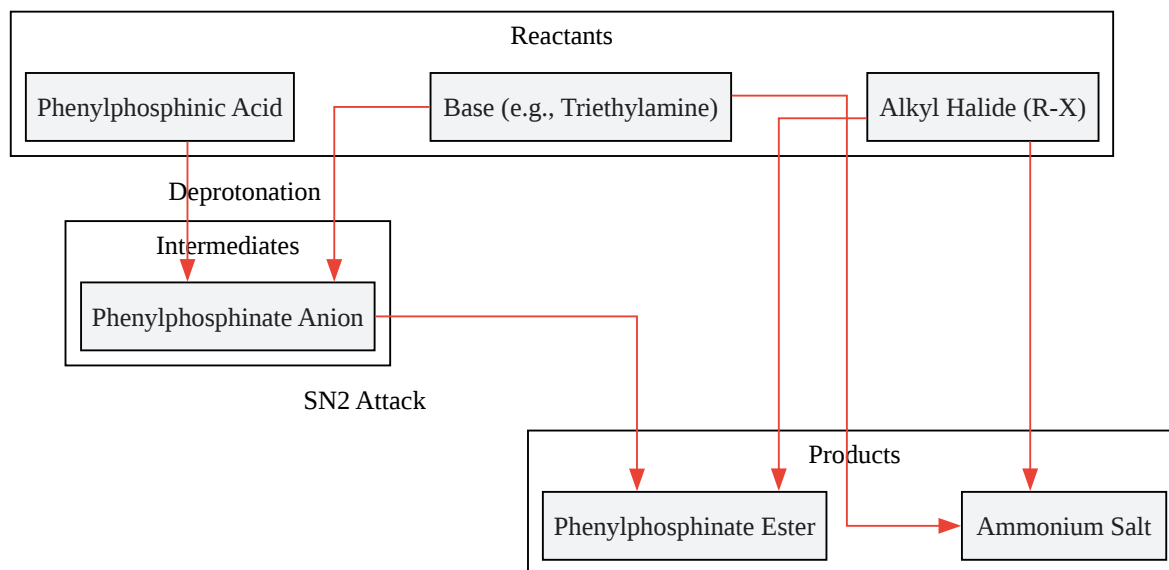 Reactants
Phenylphosphinic Acid
Base (e.g., Triethylamine)
Alkyl Halide (R-X)
Deprotonation
Intermediates
Phenylphosphinate Anion
SN2 Attack
Products
Phenylphosphinate Ester
Ammonium Salt